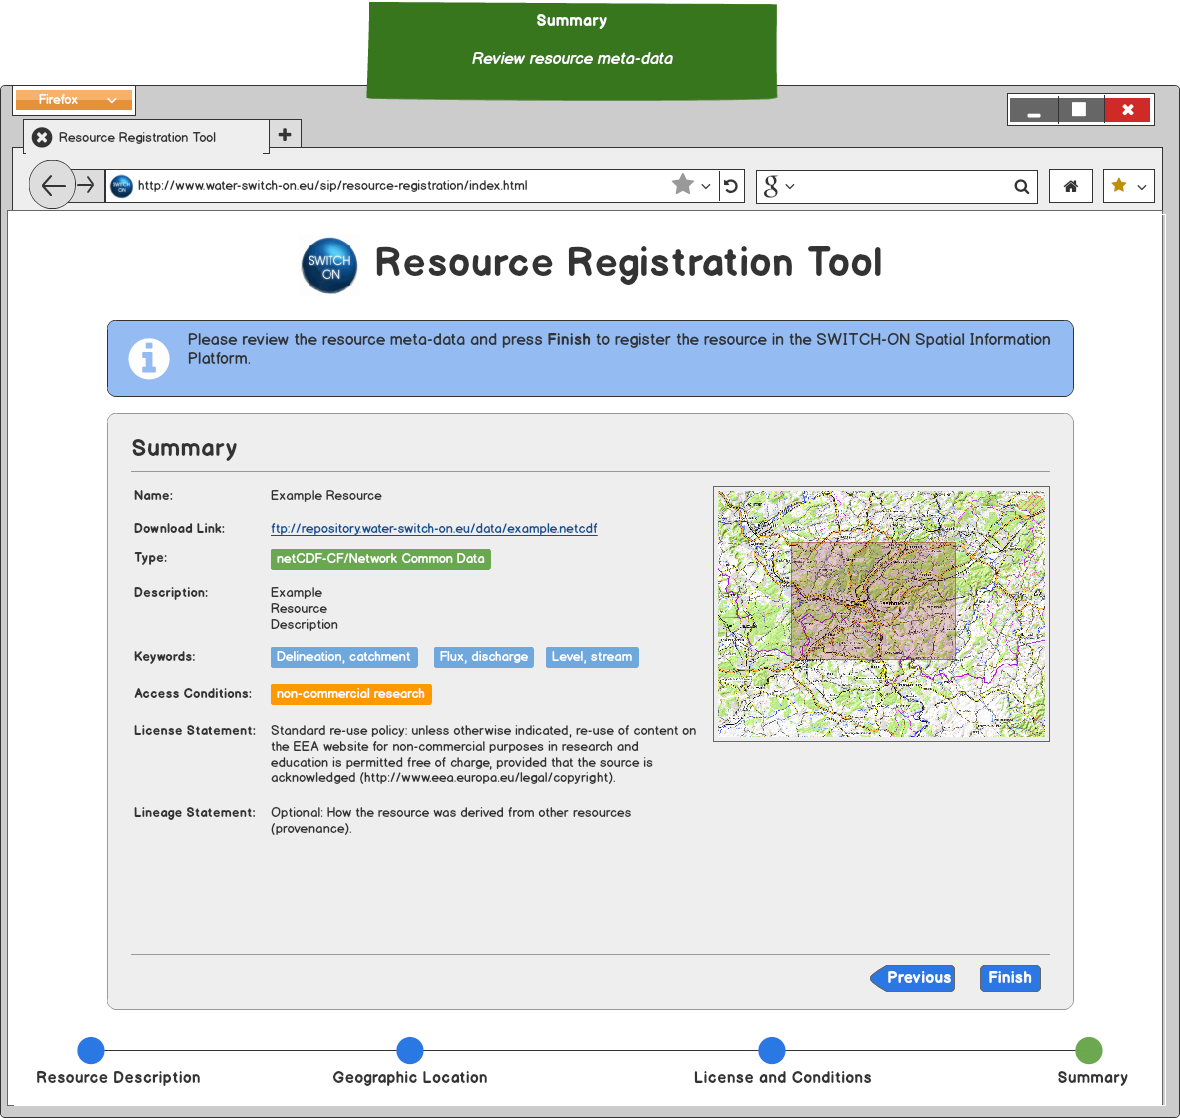 Summary
Review resource meta-data
Firefox
Resource Registration Tool
http://www.water-switch-on.eu/sip/resource-registration/index.html
g
SWITCH
ON
Resource Registration Tool
Please review the resource meta-data and press Finish to register the resource in the SWITCH-ON Spatial Information
Platform.
Summary
Name: Example Resource
Download Link: ftp://repository.water-switch-on.eu/data/example.netcdf
Type: netCDF-CF/Network Common Data
Description: Example
Resource
Description
Keywords: Delineation, catchment Flux, discharge Level, stream
Access Conditions: non-commercial research
License Statement: Standard re-use policy: unless otherwise indicated, re-use of content on
the EEA website for non-commercial purposes in research and
education is permitted free of charge, provided that the source is
acknowledged (http://www.eea.europa.eu/legal/copyright).
Lineage Statement: Optional: How the resource was derived from other resources
(provenance).
Previous Finish
Resource Description Geographic Location License and Conditions Summary